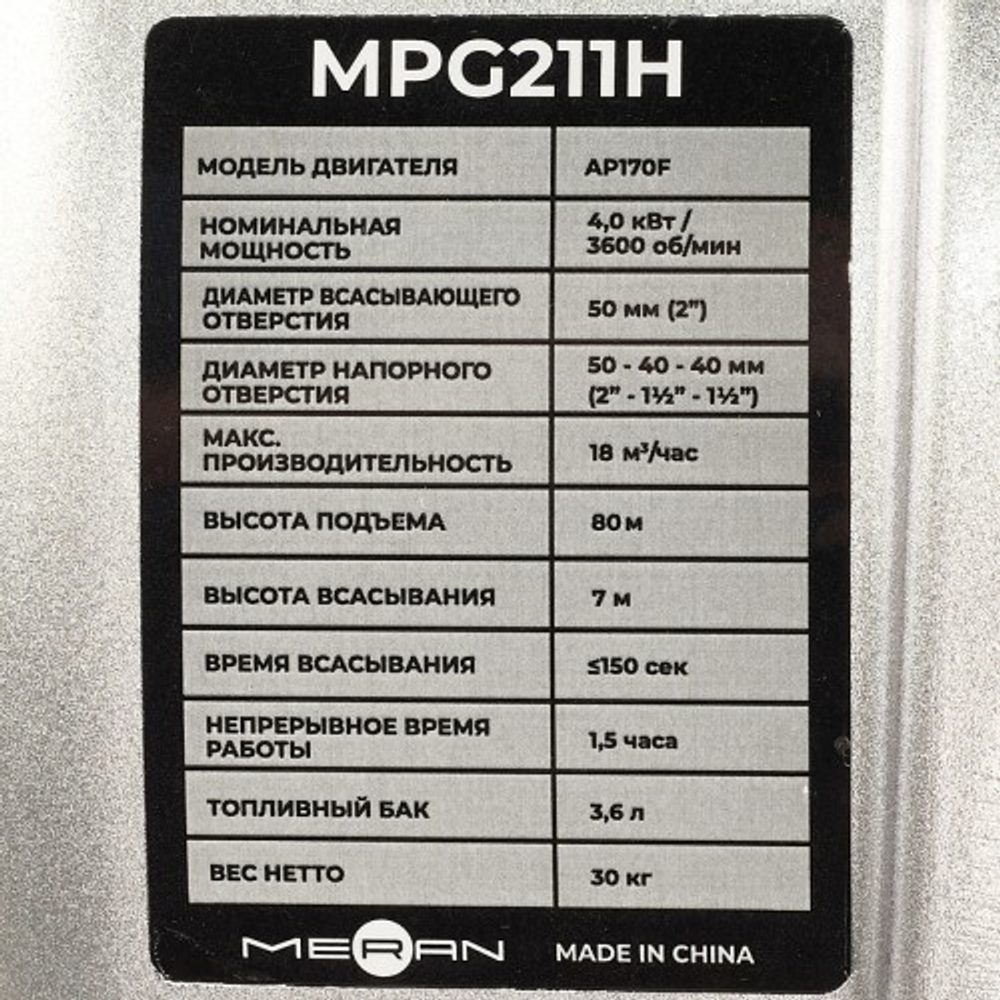 MPG211H
МОДЕЛЬ ДВИГАТЕЛЯ
AP170F
НОМИНАЛЬНАЯ
МОЩНОСТЬ
4,0 кВт /
3600 об/мин
ДИАМЕТР ВСАСЫВАЮЩЕГО
ОТВЕРСТИЯ
50 мм (2”)
ДИАМЕТР НАПОРНОГО
ОТВЕРСТИЯ
50 - 40 - 40 мм
(2” - 1½” - 1½”)
МАКС.
ПРОИЗВОДИТЕЛЬНОСТЬ
18 м³/час
ВЫСОТА ПОДЪЕМА
80 м
ВЫСОТА ВСАСЫВАНИЯ
7 м
ВРЕМЯ ВСАСЫВАНИЯ
≤150 сек
НЕПРЕРЫВНОЕ ВРЕМЯ
РАБОТЫ
1,5 часа
ТОПЛИВНЫЙ БАК
3,6 л
ВЕС НЕТТО
30 кг
MERAN
MADE IN CHINA